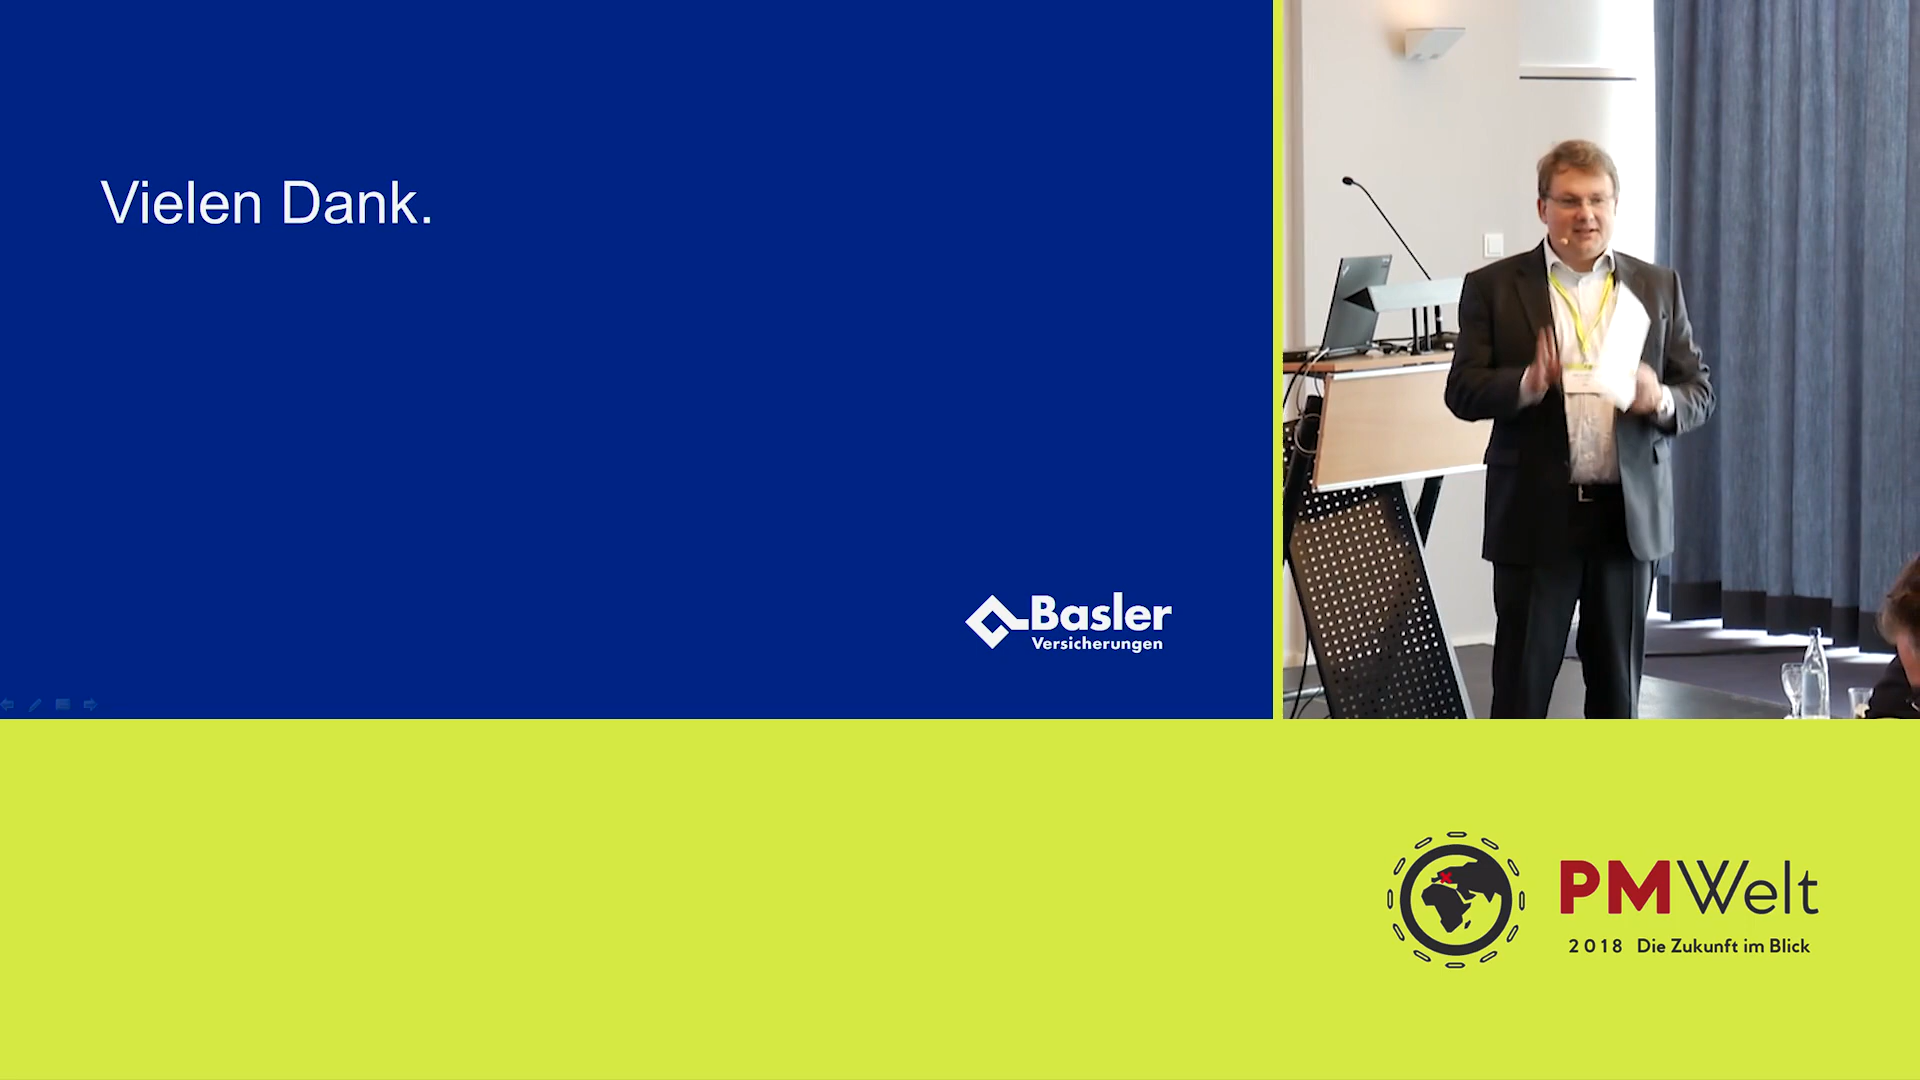 Vielen Dank.
Basler
Versicherungen
PMWelt
2018 Die Zukunft im Blick